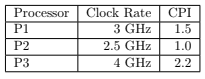 Processor Clock Rate CPI
P1 3 GHz 1.5
P2 2.5 GHz 1.0
P3 4 GHz 2.2